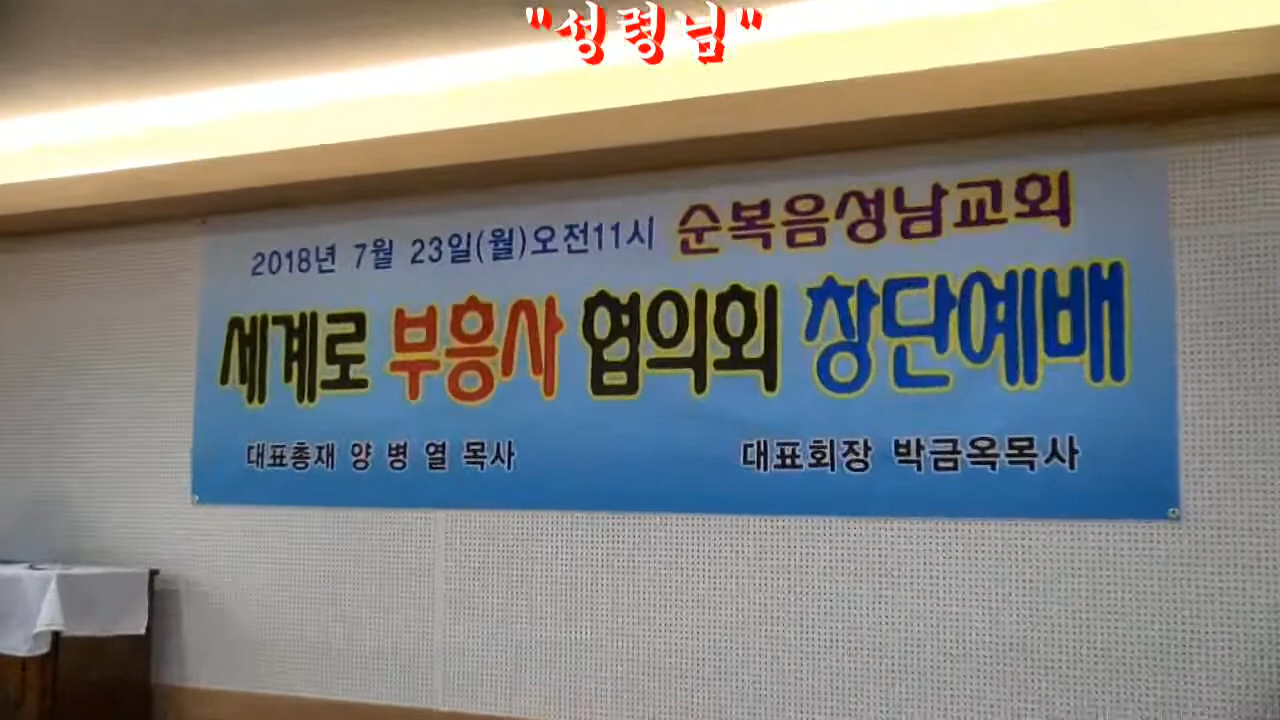 "성령님"
2018년 7월 23일(월)오전11시 순복음성남교회
세계로 부흥사 협의회 창단예배
대표총재 양 병 열 목사 대표회장 박금옥목사